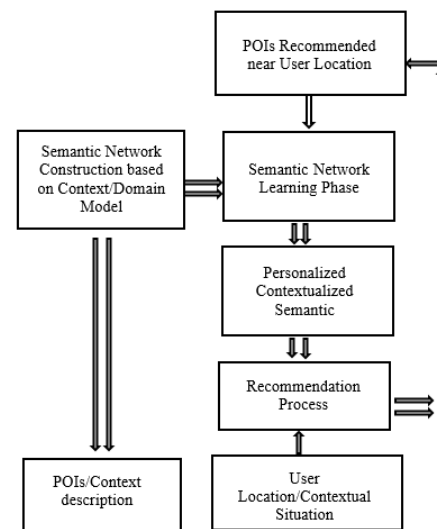 POIs Recommended
near User Location
Semantic Network
Construction based
on Context/Domain
Model
Semantic Network
Learning Phase
Personalized
Contextualized
Semantic
Recommendation
Process
POIs/Context
description
User
Location/Contextual
Situation